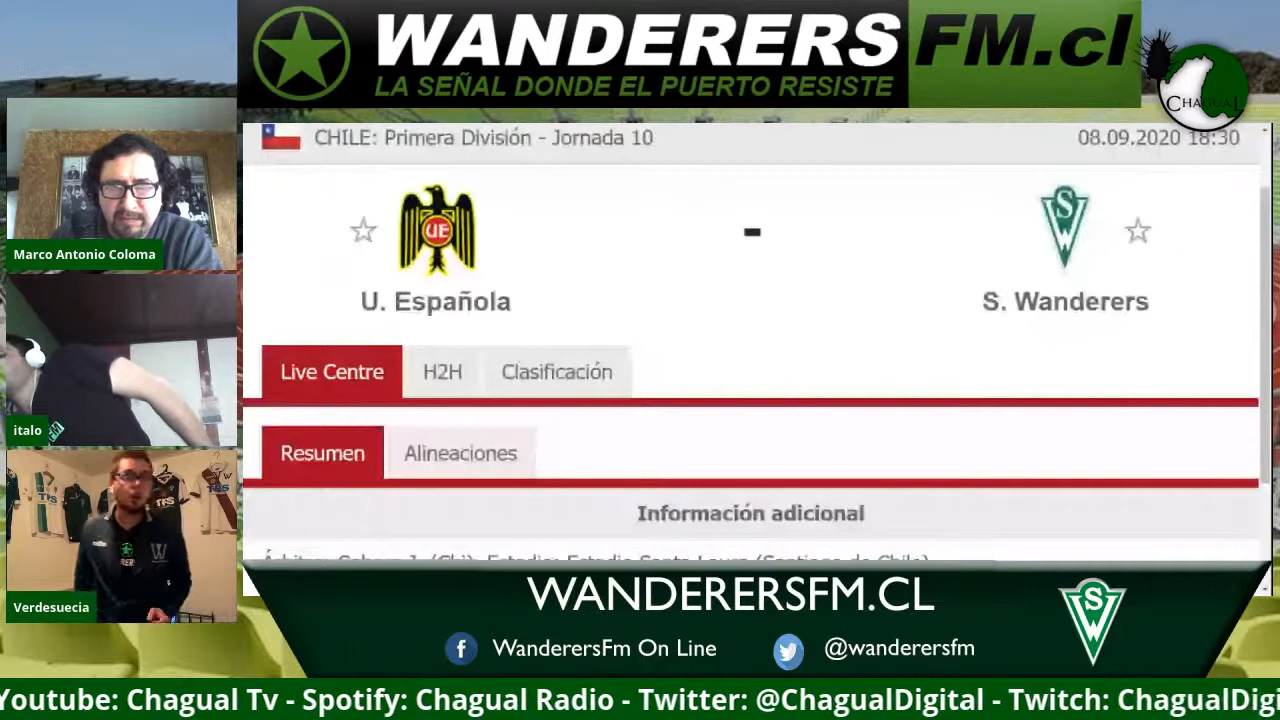 WANDERERS FM.cl
LA SEÑAL DONDE EL PUERTO RESISTE
CHAGUAL
CHILE: Primera División - Jornada 10
08.09.2020 18:30
Marco Antonio Coloma
UE
S
W
U. Española
-
S. Wanderers
Live Centre
H2H
Clasificación
italo
Resumen
Alineaciones
Información adicional
Verdesuecia
WANDERERSFM.CL
WanderersFm On Line
@wanderersfm
S
W
Youtube: Chagual Tv - Spotify: Chagual Radio - Twitter: @ChagualDigital - Twitch: ChagualDigi